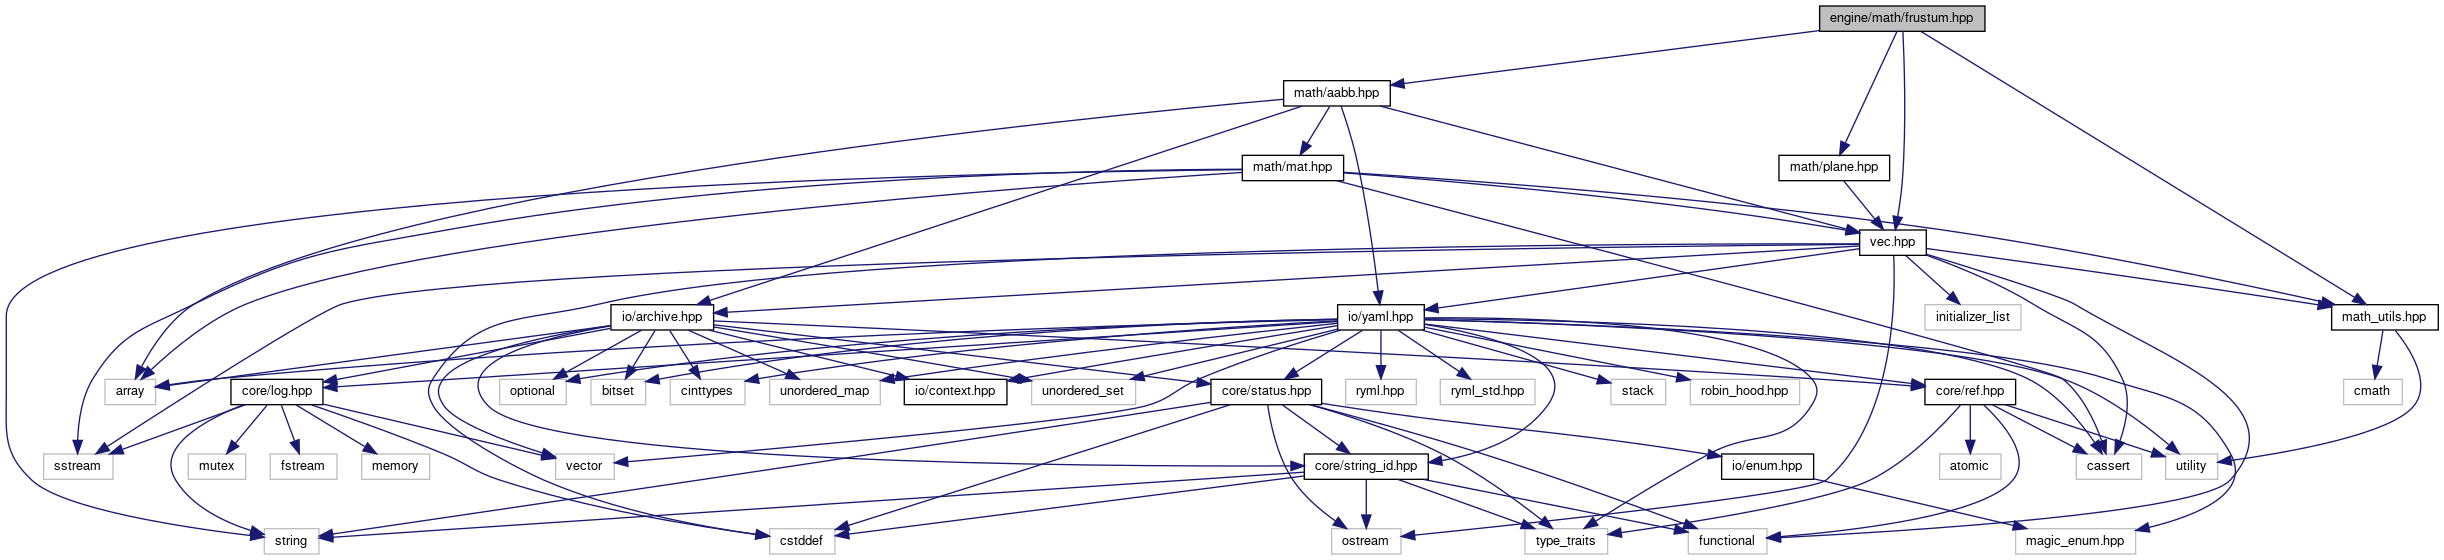 engine/math/frustum.hpp
math/aabb.hpp
math/mat.hpp
math/plane.hpp
vec.hpp
io/archive.hpp
io/yaml.hpp
initializer_list
math_utils.hpp
array
core/log.hpp
optional
bitset
cinttypes
unordered_map
io/context.hpp
unordered_set
core/status.hpp
ryml.hpp
ryml_std.hpp
stack
robin_hood.hpp
core/ref.hpp
cmath
sstream
mutex
fstream
memory
vector
core/string_id.hpp
io/enum.hpp
atomic
cassert
utility
string
cstddef
ostream
type_traits
functional
magic_enum.hpp